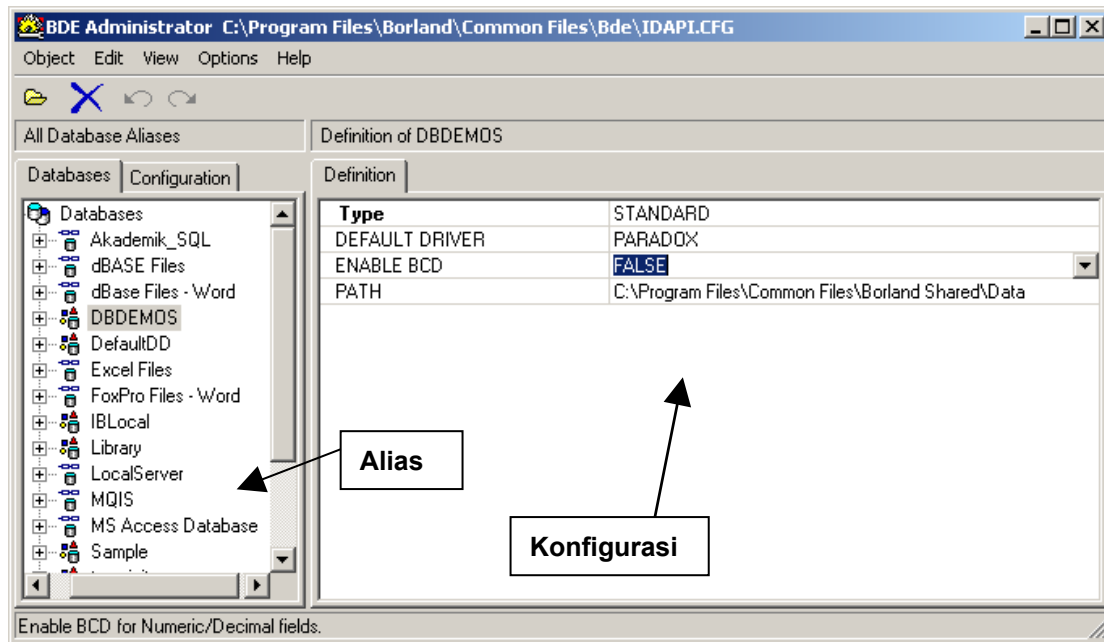 BDE Administrator C:\Program Files\Borland\Common Files\Bde\IDAPI.CFG
Object Edit View Options Help
All Database Aliases
Definition of DBDEMOS
Databases Configuration
Definition
Databases
Akademik_SQL
dBASE Files
dBase Files - Word
DBDEMOS
DefaultDD
Excel Files
FoxPro Files - Word
IBLocal
Library
LocalServer
MQIS
MS Access Database
Sample
Type STANDARD
DEFAULT DRIVER PARADOX
ENABLE BCD FALSE
PATH C:\Program Files\Common Files\Borland Shared\Data
Alias
Konfigurasi
Enable BCD for Numeric/Decimal fields.